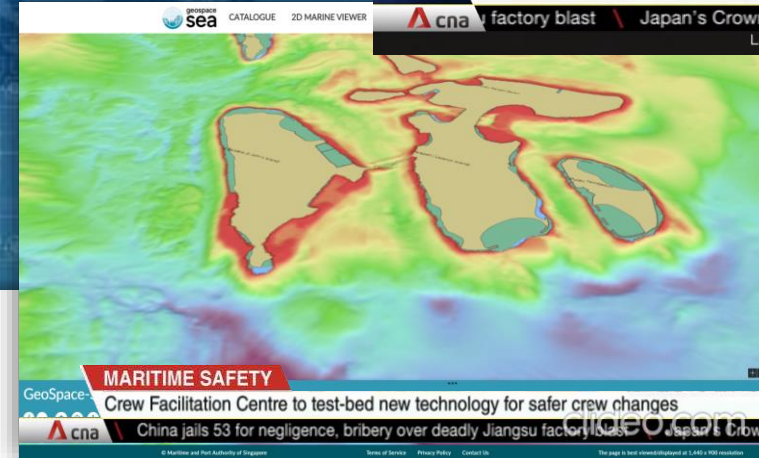 geospace
sea
CATALOGUE
2D MARINE VIEWER
cna
factory blast \ Japan's Crow
MARITIME SAFETY
GeoSpace-
Crew Facilitation Centre to test-bed new technology for safer crew changes
cna
\ China jails 53 for negligence, bribery over deadly Jiangsu factory blast
Japan's Crow
clideo.com
© Maritime and Port Authority of Singapore
Terms of Service
Privacy Policy
Contact Us
The page is best viewed/displayed at 1,440 x 900 resolution